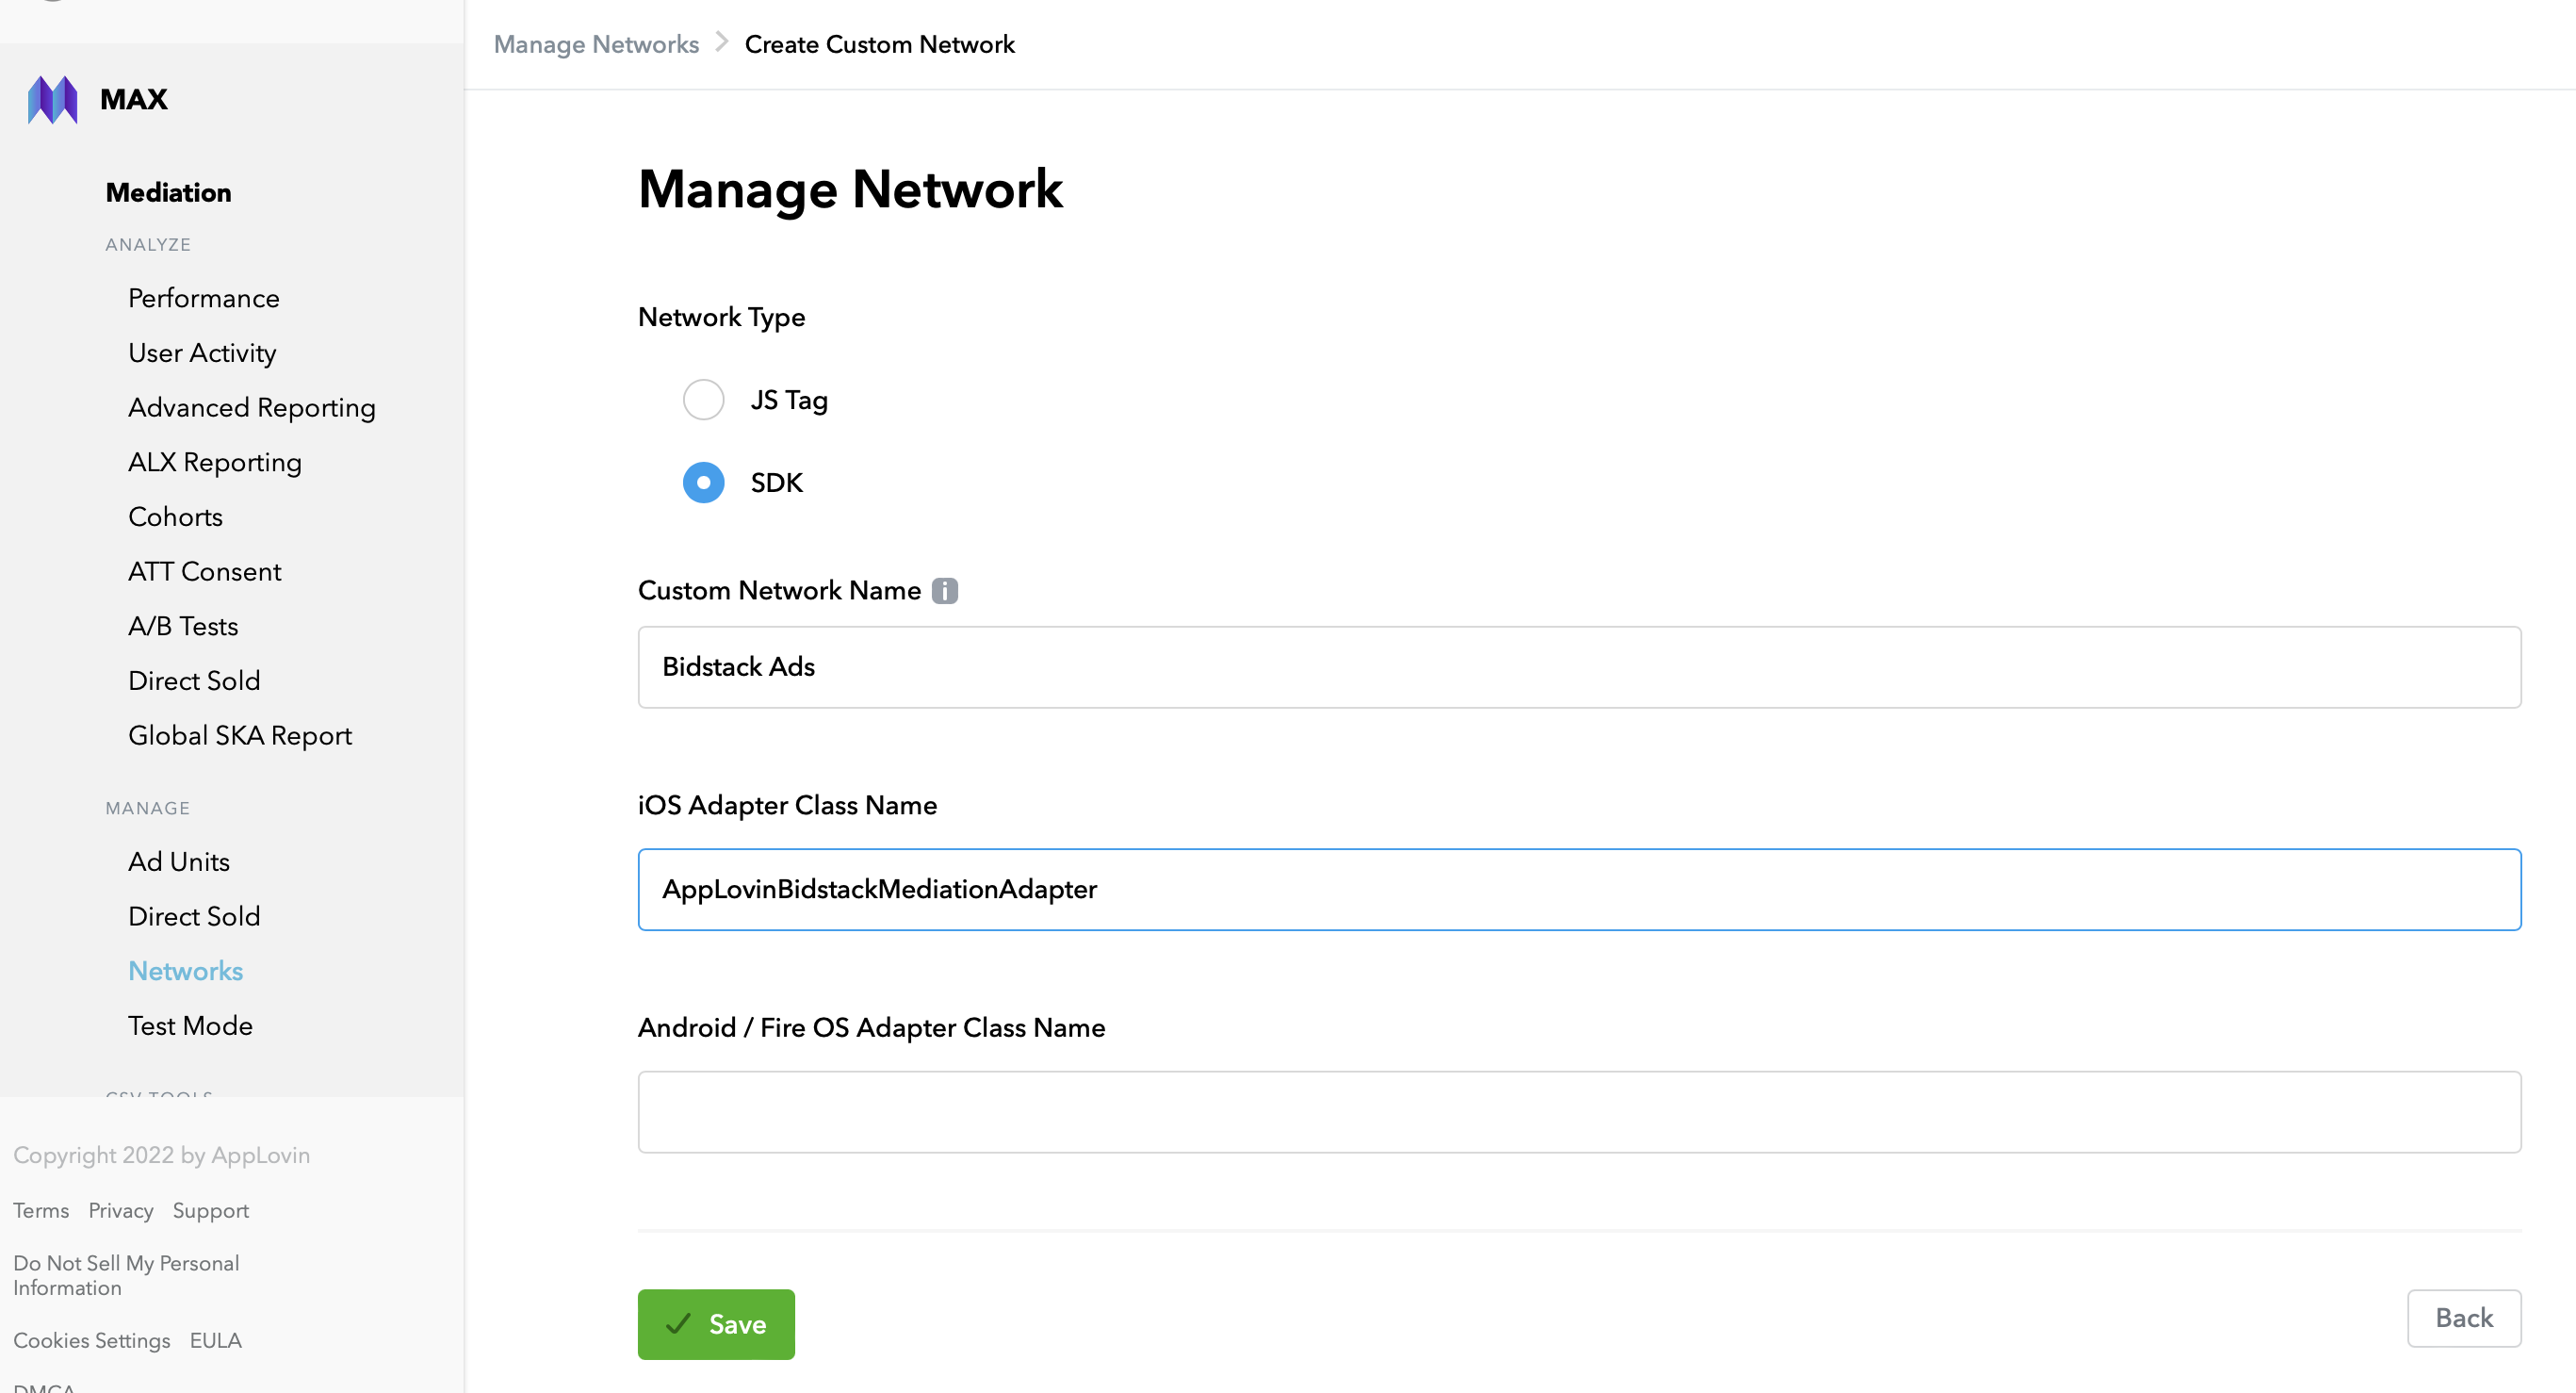 Manage Networks > Create Custom Network
MAX
Mediation
ANALYZE
Performance
User Activity
Advanced Reporting
ALX Reporting
Cohorts
ATT Consent
A/B Tests
Direct Sold
Global SKA Report
MANAGE
Ad Units
Direct Sold
Networks
Test Mode
CSV TOOLS
Copyright 2022 by AppLovin
Terms Privacy Support
Do Not Sell My Personal
Information
Cookies Settings EULA
DMCA
Manage Network
Network Type
JS Tag
SDK
Custom Network Name i
Bidstack Ads
iOS Adapter Class Name
AppLovinBidstackMediationAdapter
Android / Fire OS Adapter Class Name
Save
Back